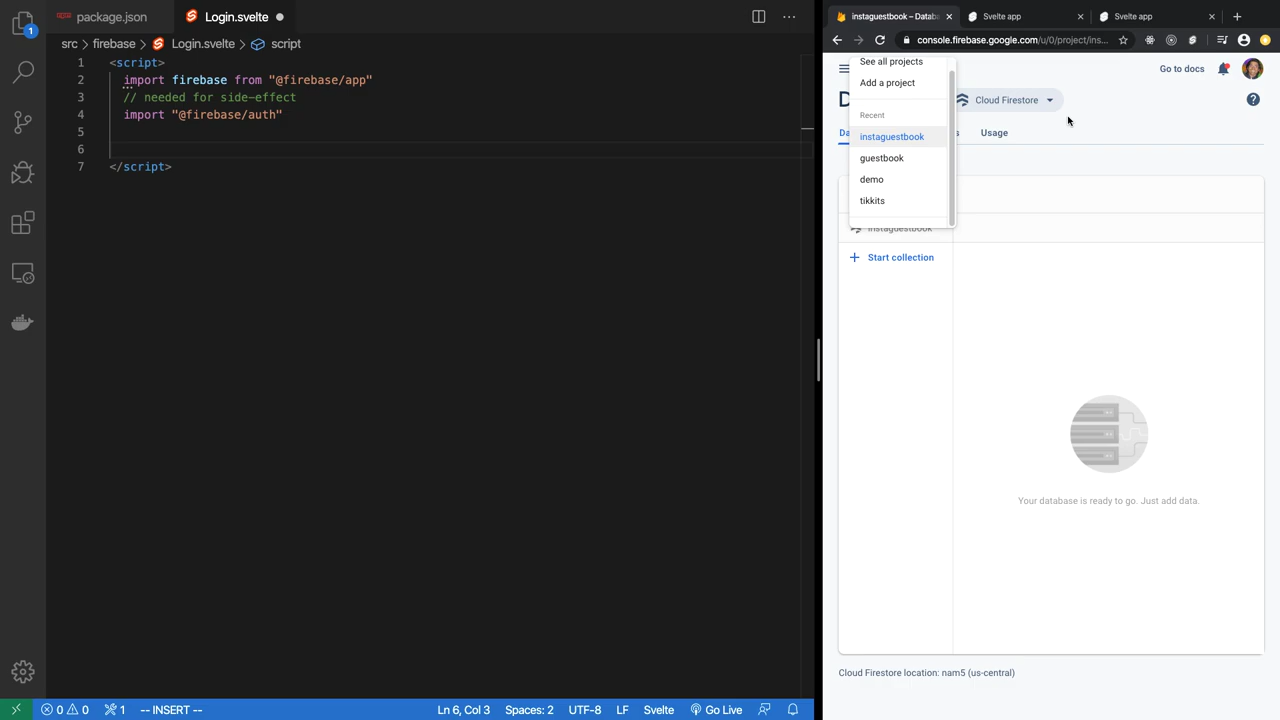 package.json
Login.svelte
src
firebase
Login.svelte
script
1 <script>
2 import firebase from "@firebase/app"
3 // needed for side-effect
4 import "@firebase/auth"
5
6
7 </script>
1
0 0 1 -- INSERT --
Ln 6, Col 3 Spaces: 2 UTF-8 LF Svelte Go Live
instaguestbook – Databa
Svelte app
Svelte app
console.firebase.google.com/u/0/project/ins...
See all projects
Add a project
Recent
instaguestbook
guestbook
demo
tikkits
Go to docs
D
Cloud Firestore
Da
s
Usage
instaguestbook
Start collection
Your database is ready to go. Just add data.
Cloud Firestore location: nam5 (us-central)